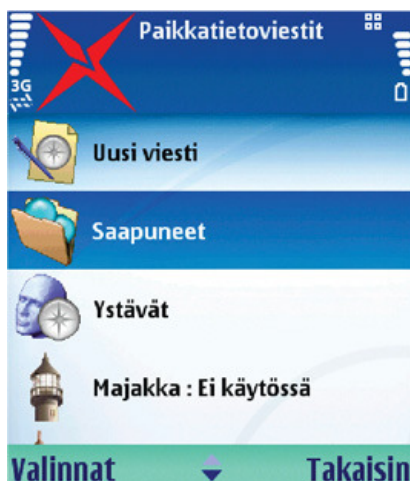 Paikkatietoviestit
3G
Uusi viesti
Saapuneet
Ystävät
Majakka : Ei käytössä
Valinnat
Takaisin